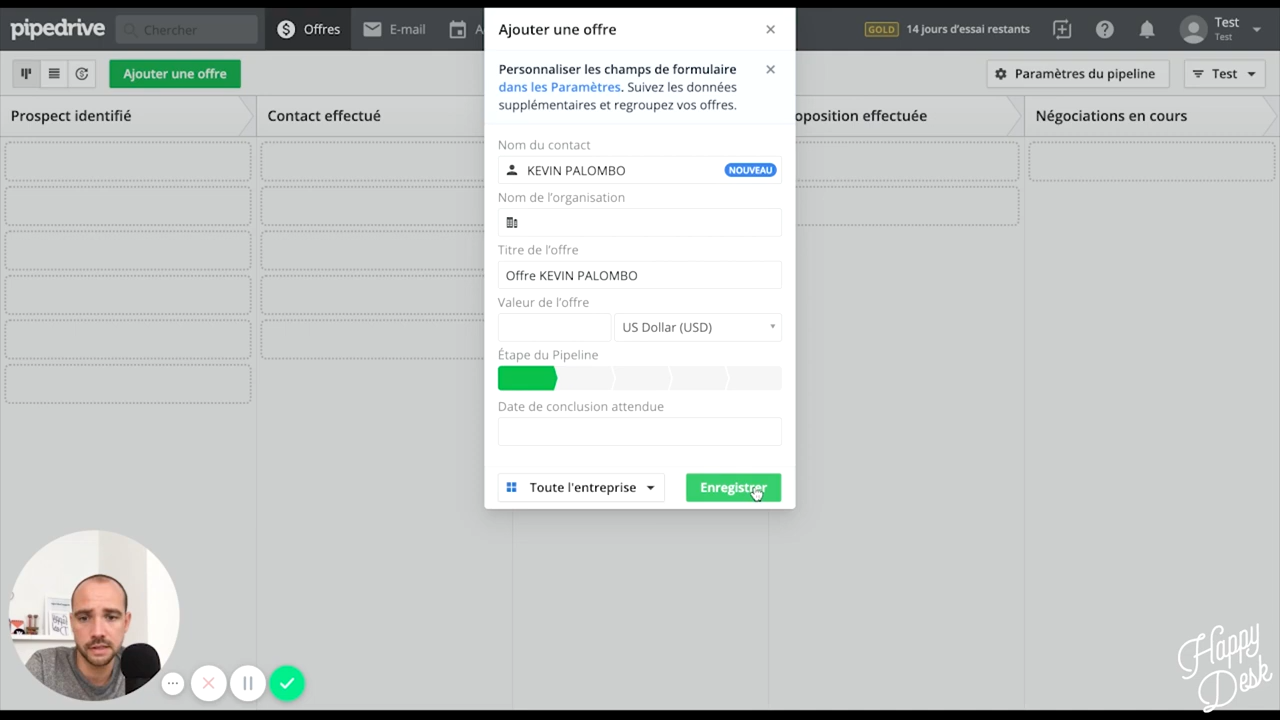 pipedrive
Chercher
Offres
E-mail
A
Ajouter une offre
GOLD
14 jours d'essai restants
Test
Test
Ajouter une offre
Personnaliser les champs de formulaire
dans les Paramètres. Suivez les données
supplémentaires et regroupez vos offres.
Paramètres du pipeline
Test
Prospect identifié
Contact effectué
oposition effectuée
Négociations en cours
Nom du contact
KEVIN PALOMBO
NOUVEAU
Nom de l'organisation
Titre de l'offre
Offre KEVIN PALOMBO
Valeur de l'offre
US Dollar (USD)
Étape du Pipeline
Date de conclusion attendue
Toute l'entreprise
Enregistrer
Happy
Desk